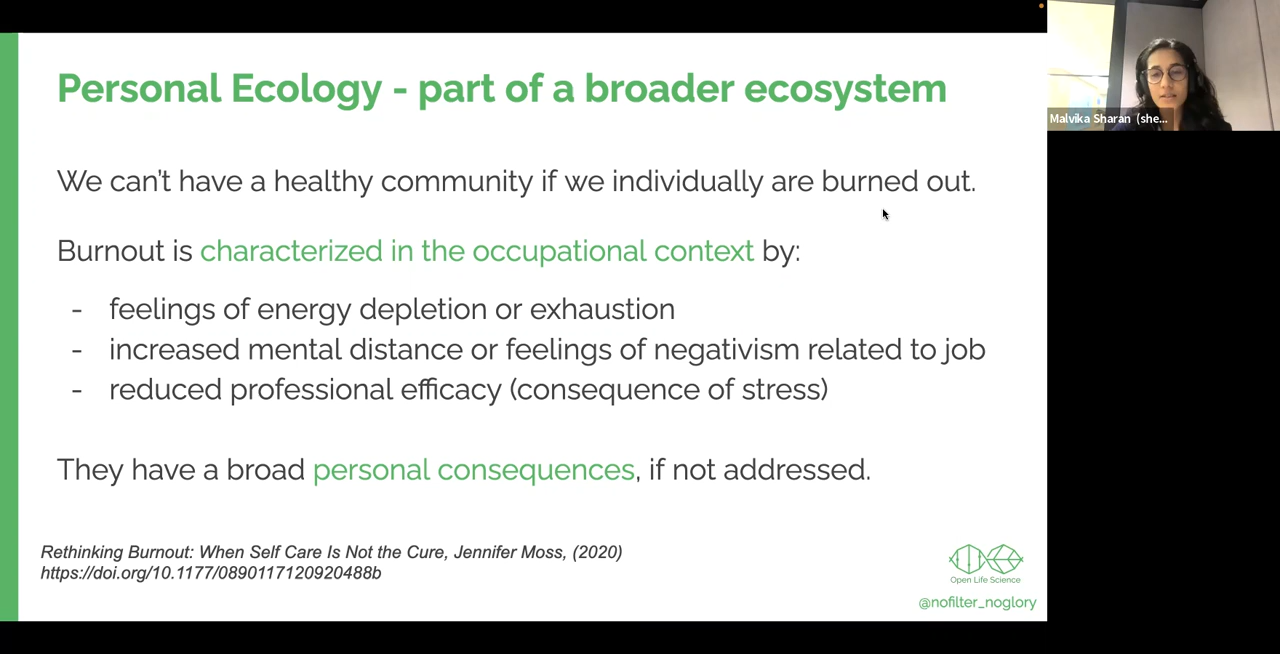 Personal Ecology - part of a broader ecosystem
We can’t have a healthy community if we individually are burned out.
Burnout is characterized in the occupational context by:
- feelings of energy depletion or exhaustion
- increased mental distance or feelings of negativism related to job
- reduced professional efficacy (consequence of stress)
They have a broad personal consequences, if not addressed.
Rethinking Burnout: When Self Care Is Not the Cure, Jennifer Moss, (2020)
https://doi.org/10.1177/0890117120920488b
Open Life Science
@nofilter_noglory
Malvika Sharan (she...